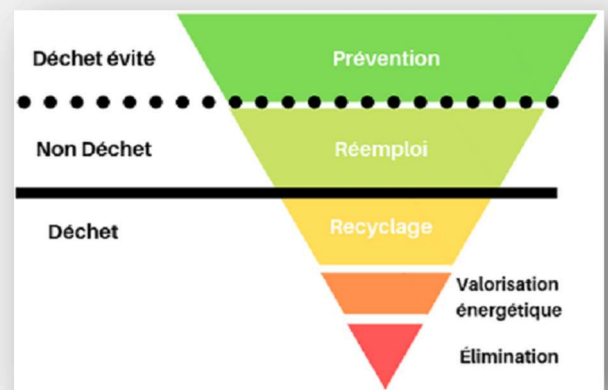 Déchet évité
Prévention
Non Déchet
Réemploi
Déchet
Recyclage
Valorisation
énergétique
Élimination